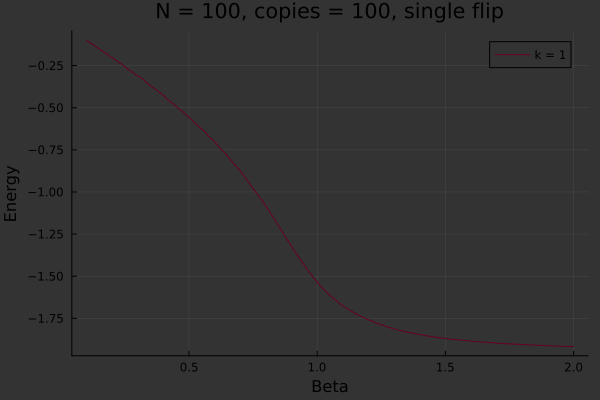 N = 100, copies = 100, single flip
k = 1
Energy
−0.25
−0.50
−0.75
−1.00
−1.25
−1.50
−1.75
0.5
1.0
1.5
2.0
Beta